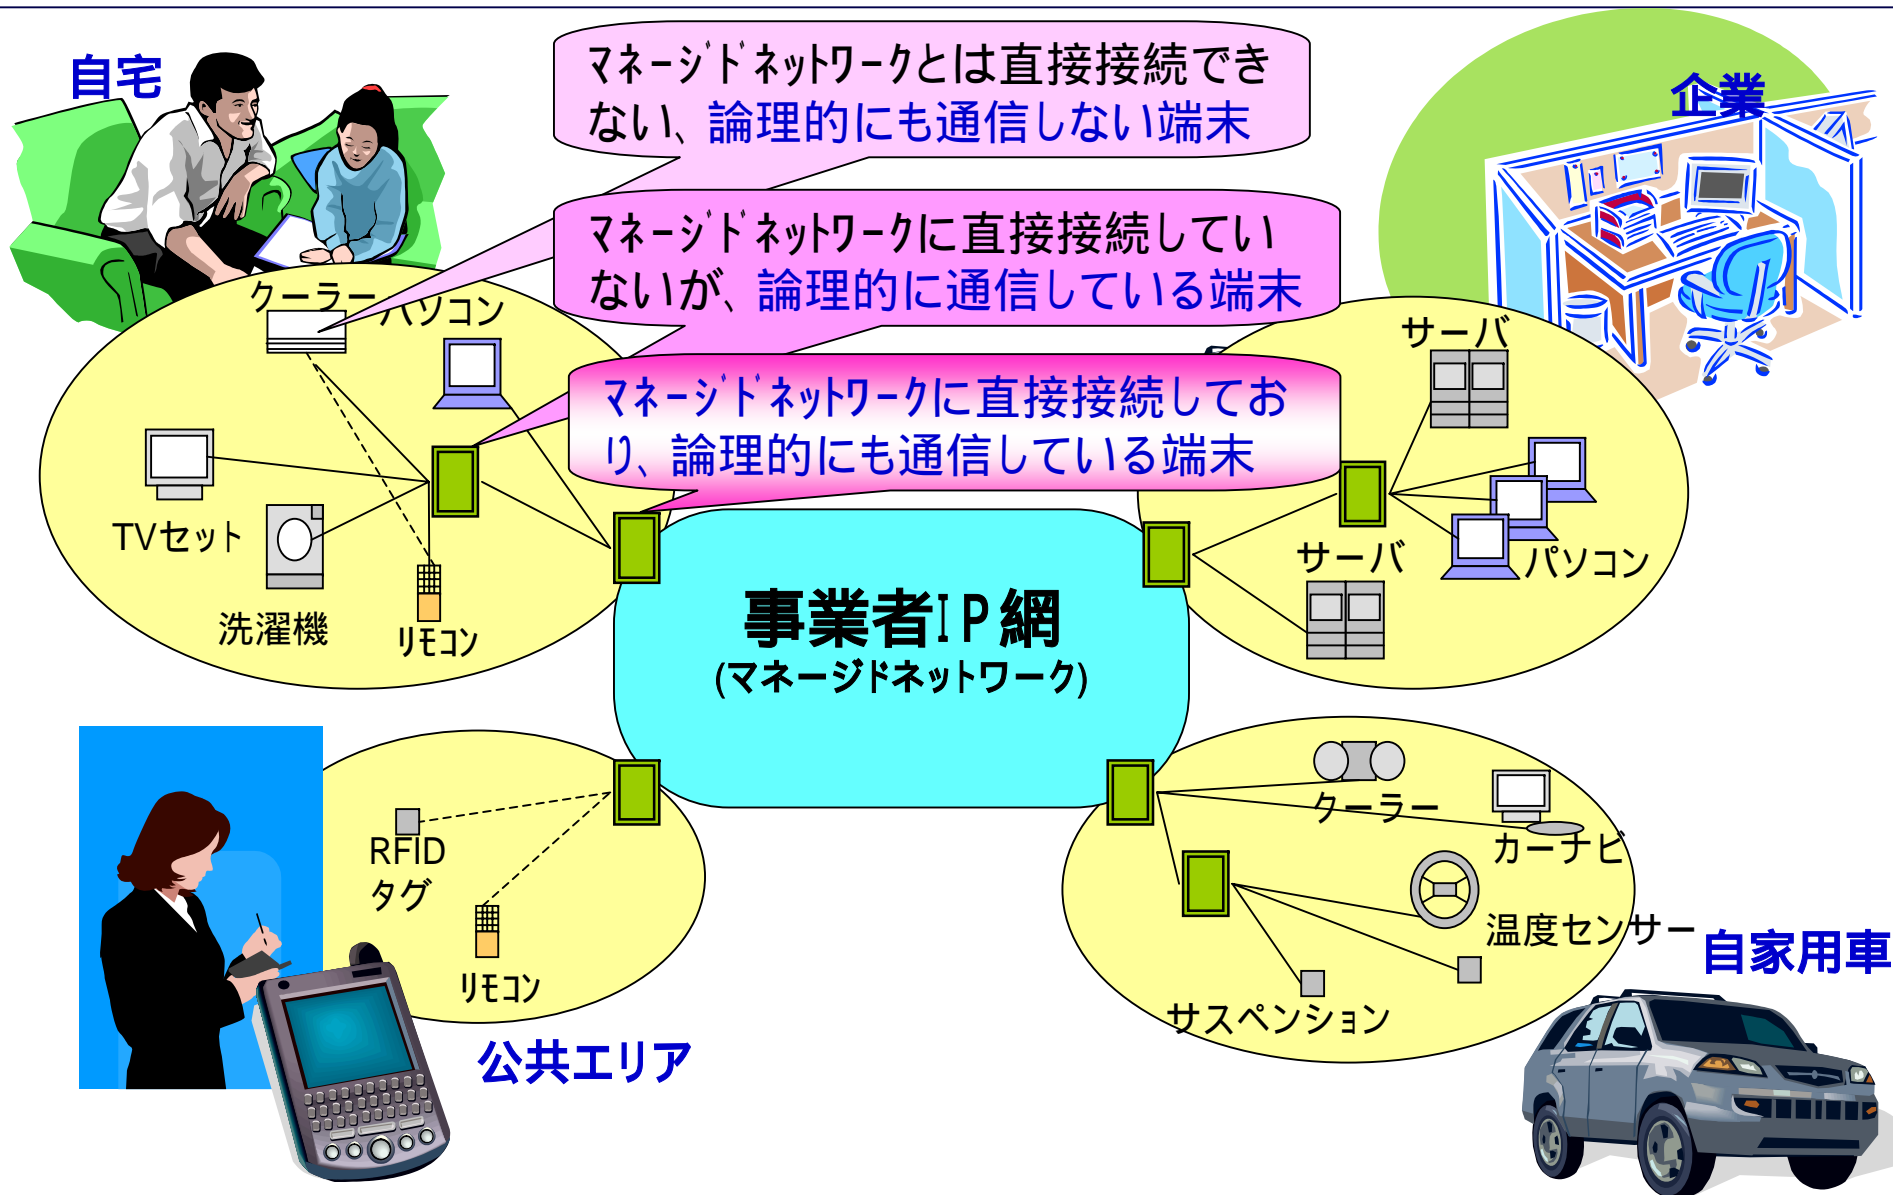 自宅
マネージドネットワークとは直接接続でき
ない、論理的にも通信しない端末
企業
マネージドネットワークに直接接続してい
ないが、論理的に通信している端末
クーラー
パソコン
サーバ
マネージドネットワークに直接接続してお
り、論理的にも通信している端末
TVセット
サーバ
パソコン
洗濯機
リモコン
事業者IP網
(マネージドネットワーク)
クーラー
カーナビ
RFID
タグ
温度センサー
自家用車
リモコン
サスペンション
公共エリア